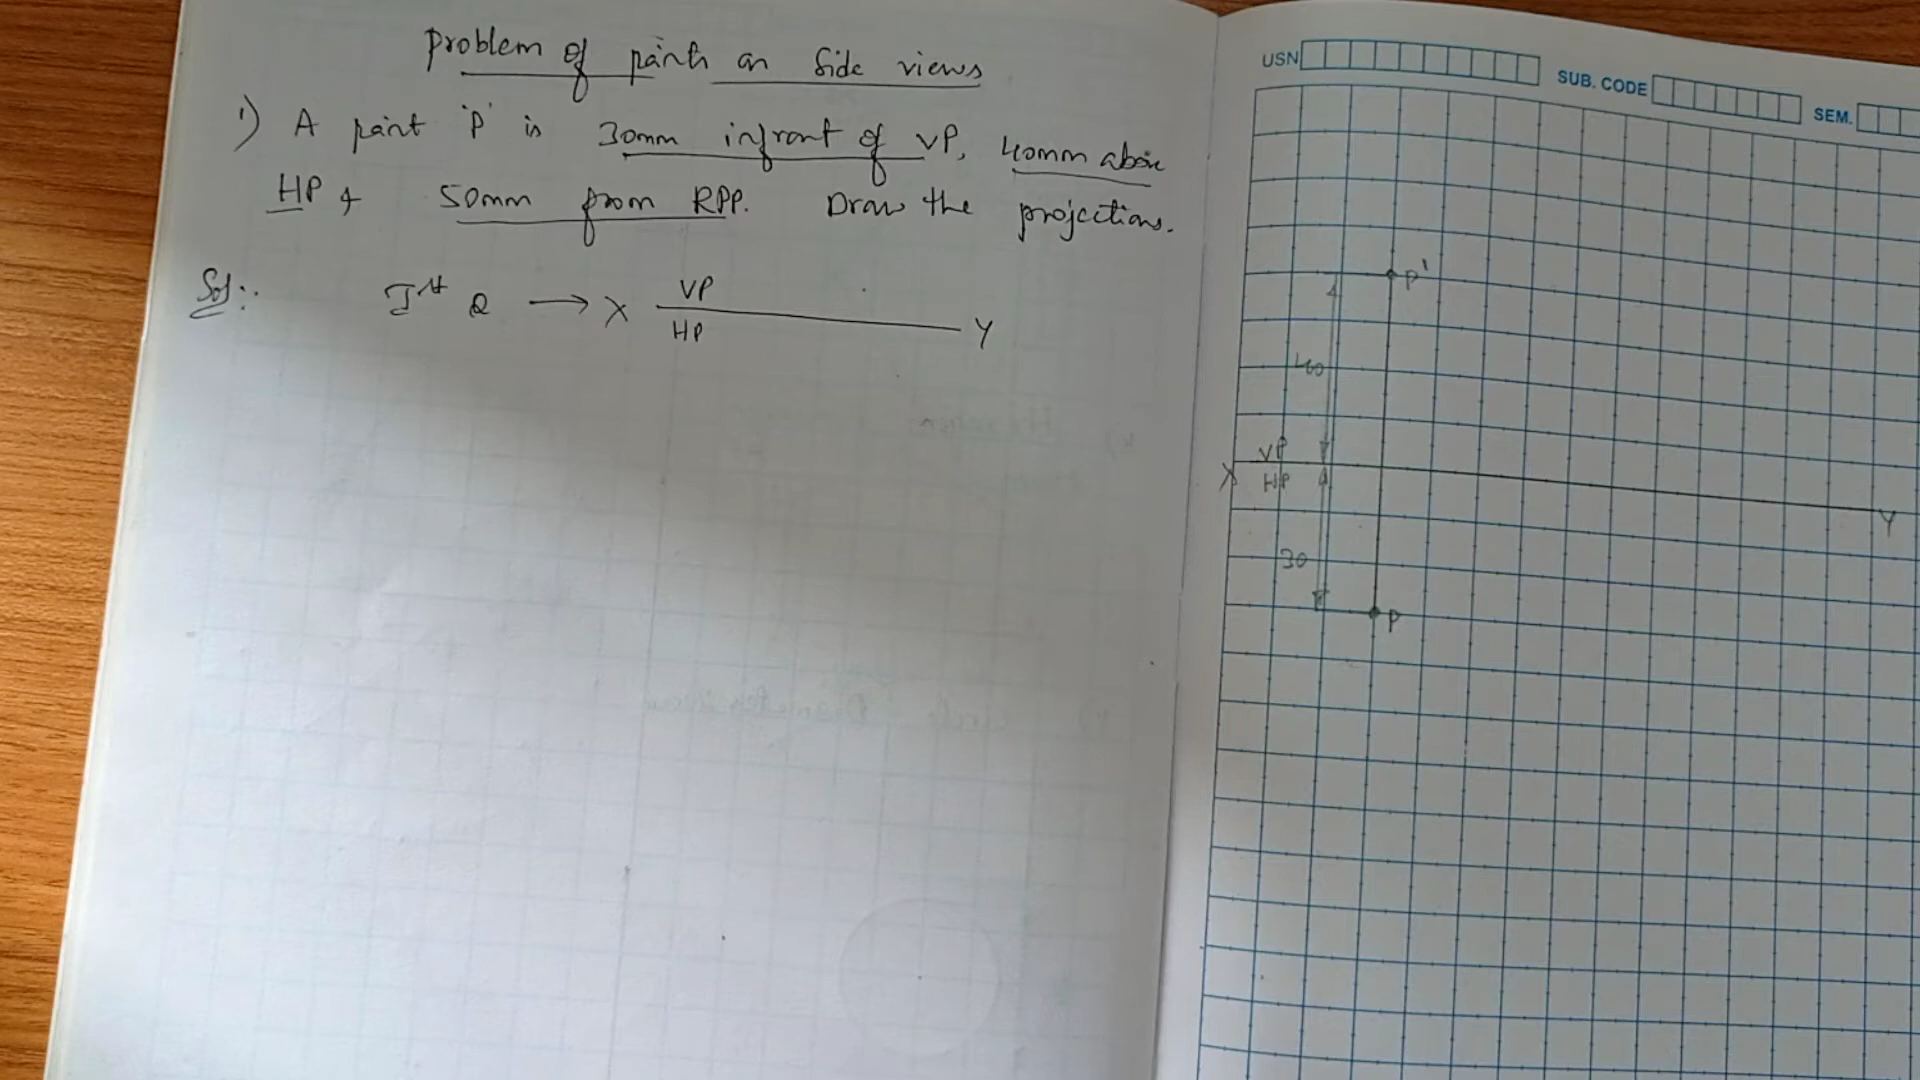 Problem of points on side views
1) A point 'P' is 30mm infront of VP, 40mm above
HP & 50mm from RPP. Draw the projections.
Sol:.
Ist Q → X VP Y
HP
USN
SUB. CODE
SEM.
p'
40
VP
X HP
Y
30
P